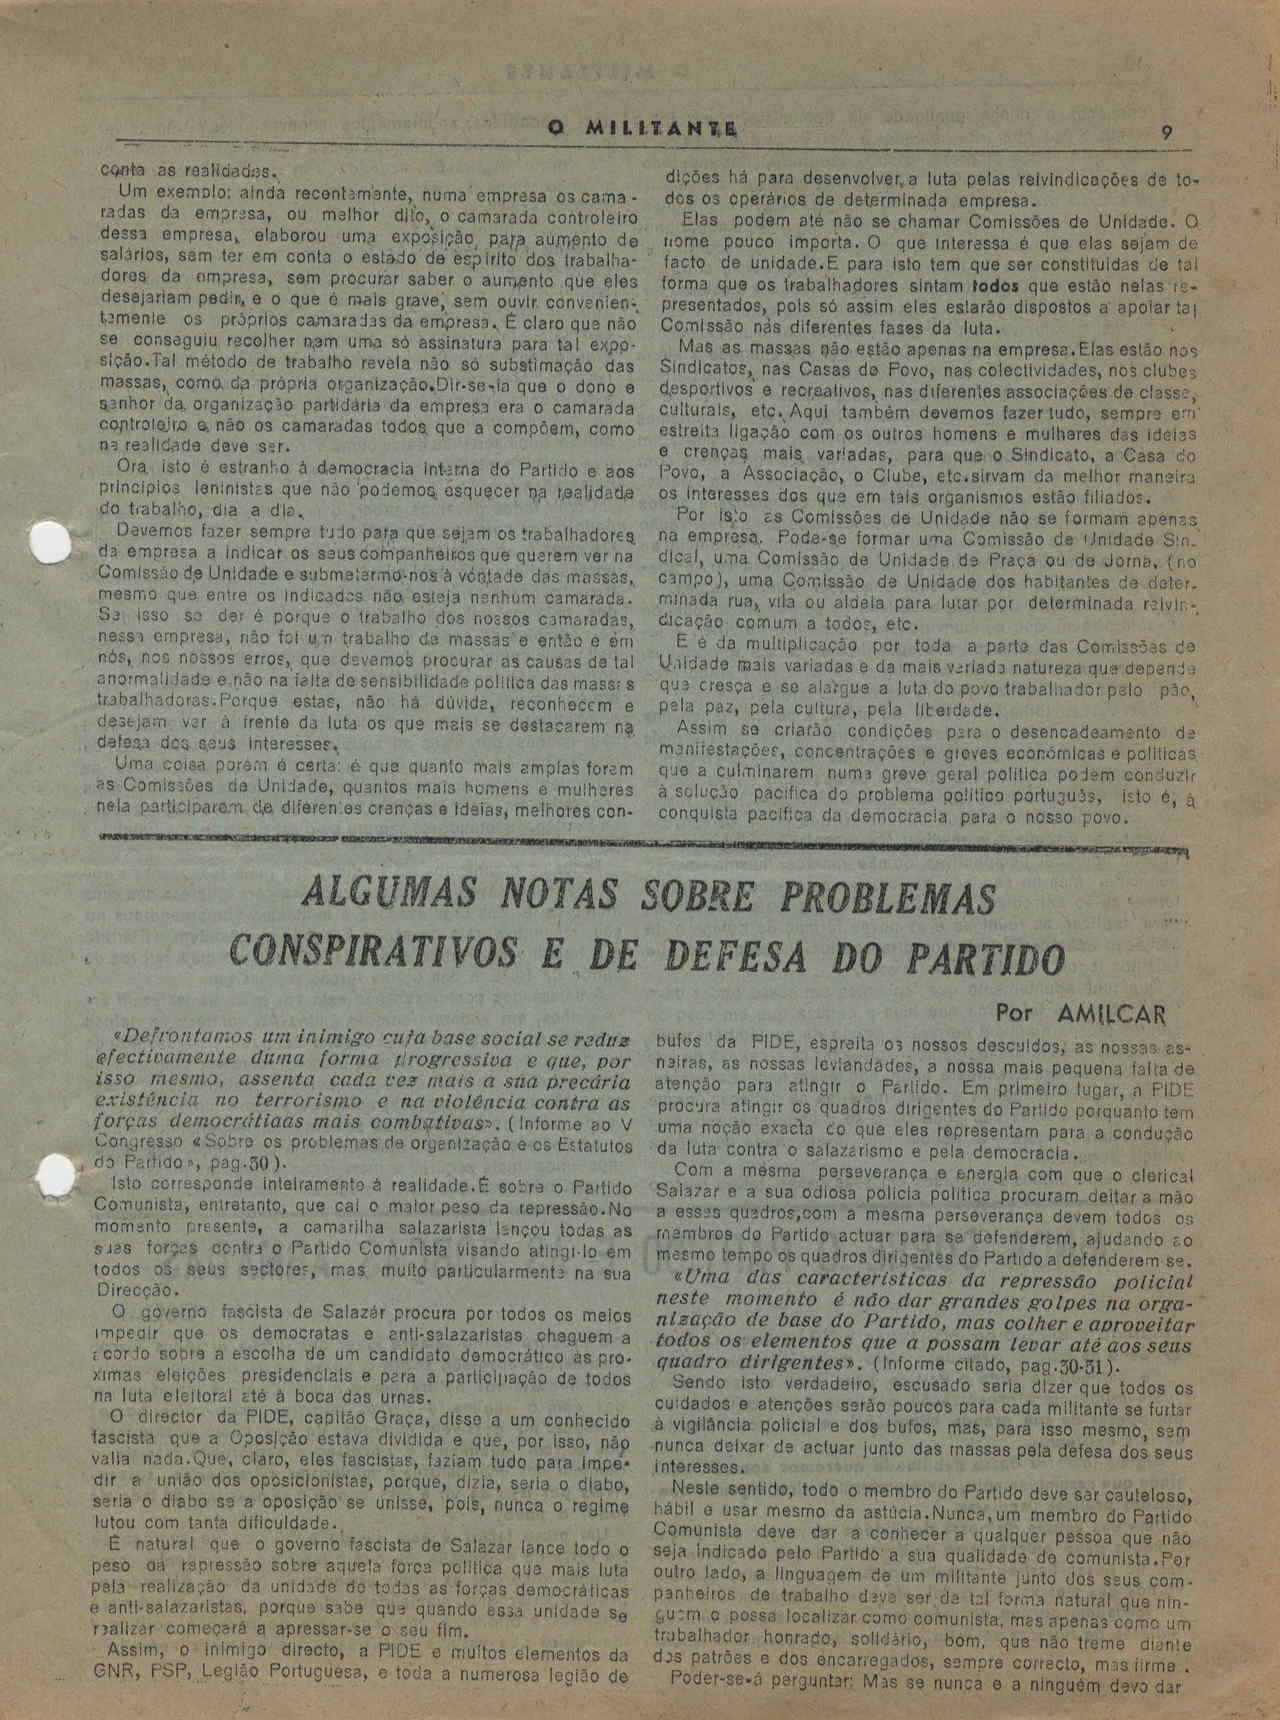 O MILITANTE
9
conta as realidades.
Um exemplo: ainda recentemente, numa empresa os cama-
radas da empresa, ou melhor dito, o camarada controleiro
dessa empresa, elaborou uma exposição para aumento de
salários, sem ter em conta o estado de espírito dos trabalha-
dores da empresa, sem procurar saber o aumento que eles
desejariam pedir, e o que é mais grave, sem ouvir convenien-
temente os próprios camaradas da empresa. É claro que não
se conseguiu recolher nem uma só assinatura para tal expo-
sição.Tal método de trabalho revela não só substimação das
massas, como da própria organização.Dir-se-ia que o dono e
senhor da organização partidária da empresa era o camarada
controleiro e não os camaradas todos que a compõem, como
na realidade deve ser.
Ora, isto é estranho à democracia interna do Partido e aos
princípios leninistas que não podemos esquecer na realidade
do trabalho, dia a dia.
Devemos fazer sempre tudo para que sejam os trabalhadores
da empresa a indicar os seus companheiros que querem ver na
Comissão de Unidade e submetermo-nos à vontade das massas,
mesmo que entre os indicados não esteja nenhum camarada.
Se isso se der é porque o trabalho dos nossos camaradas,
nessa empresa, não foi um trabalho de massas e então e em
nós, nos nossos erros, que devemos procurar as causas de tal
anormalidade e não na falta de sensibilidade política das massas
trabalhadoras.Porque estas, não há dúvida, reconhecem e
desejam ver à frente da luta os que mais se destacarem na
defesa dos seus interesses.
Uma coisa porém é certa: é que quanto mais amplas forem
as Comissões de Unidade, quantos mais homens e mulheres
nela participarem de diferentes crenças e ideias, melhores con-
dições há para desenvolver, a luta pelas reivindicações de to-
dos os operários de determinada empresa.
Elas podem até não se chamar Comissões de Unidade. O
nome pouco importa. O que interessa é que elas sejam de
facto de unidade.E para isto tem que ser constituidas de tal
forma que os trabalhadores sintam todos que estão nelas re-
presentados, pois só assim eles estarão dispostos a apoiar tal
Comissão nas diferentes fases da luta.
Mas as massas não estão apenas na empresa.Elas estão nos
Sindicatos, nas Casas do Povo, nas colectividades, nos clubes
desportivos e recreativos, nas diferentes associações de classe,
culturais, etc. Aqui também devemos fazer tudo, sempre em
estreita ligação com os outros homens e mulheres das ideias
e crenças mais variadas, para que o Sindicato, a Casa do
Povo, a Associação, o Clube, etc.sirvam da melhor maneira
os interesses dos que em tais organismos estão filiados.
Por isto as Comissões de Unidade não se formam apenas
na empresa. Pode-se formar uma Comissão de Unidade Sin-
dical, uma Comissão de Unidade de Praça ou de Jorna, (no
campo), uma Comissão de Unidade dos habitantes de deter-
minada rua, vila ou aldeia para lutar por determinada reivin-
dicação comum a todos, etc.
E é da multiplicação por toda a parte das Comissões de
Unidade mais variadas e da mais variada natureza que depende
que cresça e se alargue a luta do povo trabalhador pelo pão,
pela paz, pela cultura, pela liberdade.
Assim se criarão condições para o desencadeamento de
manifestações, concentrações e greves económicas e políticas
que a culminarem numa greve geral política podem conduzir
à solução pacífica do problema político português, isto é, à
conquista pacífica da democracia para o nosso povo.
ALGUMAS NOTAS SOBRE PROBLEMAS
CONSPIRATIVOS E DE DEFESA DO PARTIDO
Por AMILCAR
«Defrontamos um inimigo cuja base social se reduz
efectivamente duma forma progressiva e que, por
isso mesmo, assenta cada vez mais a sua precária
existência no terrorismo e na violência contra as
forças democrátiaas mais combativas». (Informe ao V
Congresso «Sobre os problemas de organização e os Estatutos
do Partido», pag.30).
Isto corresponde inteiramente à realidade.É sobre o Partido
Comunista, entretanto, que cai o maior peso da repressão.No
momento presente, a camarilha salazarista lançou todas as
suas forças contra o Partido Comunista visando atingi-lo em
todos os seus sectores, mas muito particularmente na sua
Direcção.
O governo fascista de Salazár procura por todos os meios
impedir que os democratas e anti-salazaristas cheguem a
acordo sobre a escolha de um candidato democrático às pró-
ximas eleições presidenciais e para a participação de todos
na luta eleitoral até à boca das urnas.
O director da PIDE, capitão Graça, disse a um conhecido
fascista que a Oposição estava dividida e que, por isso, não
valia nada.Que, claro, eles fascistas, faziam tudo para impe-
dir a união dos oposicionistas, porque, dizia, seria o diabo,
seria o diabo se a oposição se unisse, pois, nunca o regime
lutou com tanta dificuldade.
É natural que o governo fascista de Salazar lance todo o
peso da repressão sobre aquela força política que mais luta
pela realização da unidade de todas as forças democráticas
e anti-salazaristas, porque sabe que quando essa unidade se
realizar começará a apressar-se o seu fim.
Assim, o inimigo directo, a PIDE e muitos elementos da
GNR, PSP, Legião Portuguesa, e toda a numerosa legião de
bufos da PIDE, espreita os nossos descuidos, as nossas as-
nairas, as nossas leviandades, a nossa mais pequena falta de
atenção para atingir o Partido. Em primeiro lugar, a PIDE
procura atingir os quadros dirigentes do Partido porquanto tem
uma noção exacta do que eles representam para a condução
da luta contra o salazarismo e pela democracia.
Com a mesma perseverança e energia com que o clerical
Salazar e a sua odiosa polícia política procuram deitar a mão
a esses quadros,com a mesma perseverança devem todos os
membros do Partido actuar para se defenderem, ajudando ao
mesmo tempo os quadros dirigentes do Partido a defenderem se.
«Uma das características da repressão policial
neste momento é não dar grandes golpes na orga-
nização de base do Partido, mas colher e aproveitar
todos os elementos que a possam levar até aos seus
quadro dirigentes». (Informe citado, pag.30-31).
Sendo isto verdadeiro, escusado seria dizer que todos os
cuidados e atenções serão poucos para cada militante se furtar
à vigilância policial e dos bufos, mas, para isso mesmo, sem
nunca deixar de actuar junto das massas pela defesa dos seus
interesses.
Neste sentido, todo o membro do Partido deve ser cauteloso,
hábil e usar mesmo da astúcia.Nunca,um membro do Partido
Comunista deve dar a conhecer a qualquer pessoa que não
seja indicado pelo Partido a sua qualidade de comunista.Por
outro lado, a linguagem de um militante junto dos seus com-
panheiros de trabalho deve ser de tal forma natural que nin-
guem o possa localizar como comunista, mas apenas como um
trabalhador honrado, solidário, bom, que não treme diante
dos patrões e dos encarregados, sempre correcto, mas firme.
Poder-se-á perguntar: Mas se nunca e a ninguém devo dar